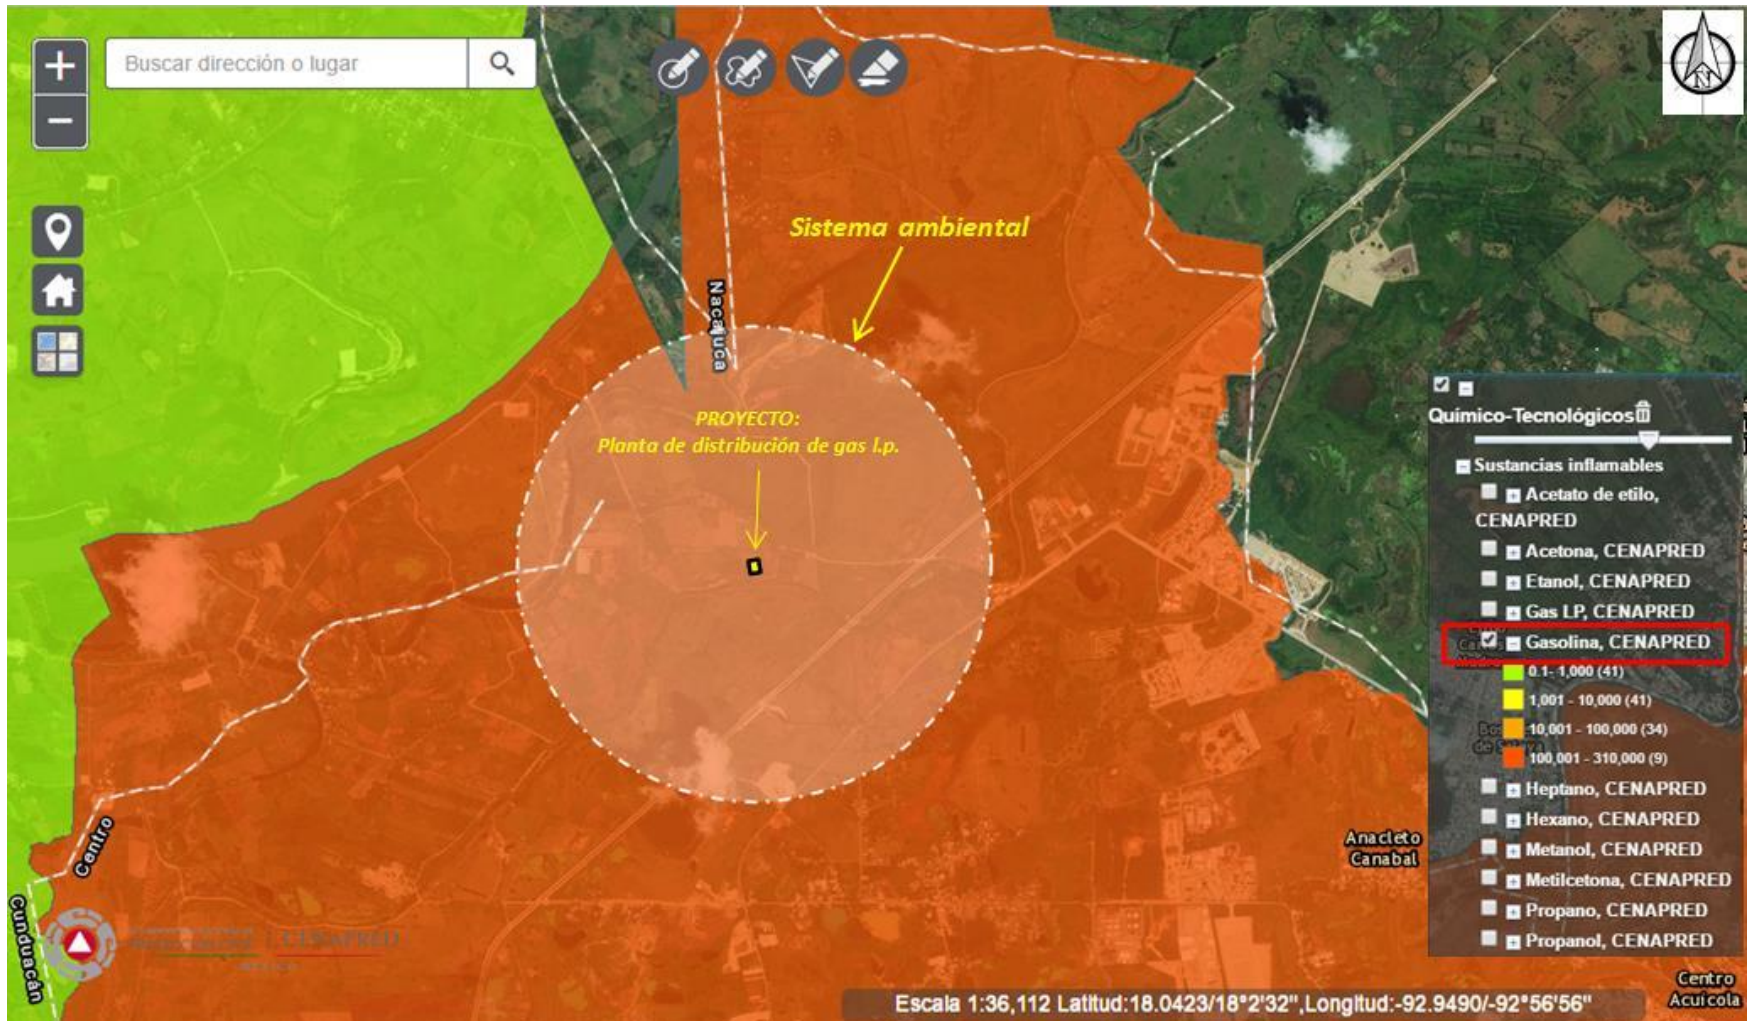 Buscar dirección o lugar
N
Sistema ambiental
Nacajuca
PROYECTO:
Planta de distribución de gas l.p.
Químico-Tecnológicos
Sustancias inflamables
Acetato de etilo,
CENAPRED
Acetona, CENAPRED
Etanol, CENAPRED
Gas LP, CENAPRED
Gasolina, CENAPRED
0.1- 1,000 (41)
1,001 - 10,000 (41)
10,001 - 100,000 (34)
100,001 - 310,000 (9)
Heptano, CENAPRED
Hexano, CENAPRED
Metanol, CENAPRED
Metilcetona, CENAPRED
Propano, CENAPRED
Propanol, CENAPRED
Anacleto
Canabal
Centro
Cunduacán
CENAPRED
Centro
Acuícola
Escala 1:36,112 Latitud:18.0423/18°2'32",Longitud:-92.9490/-92°56'56"